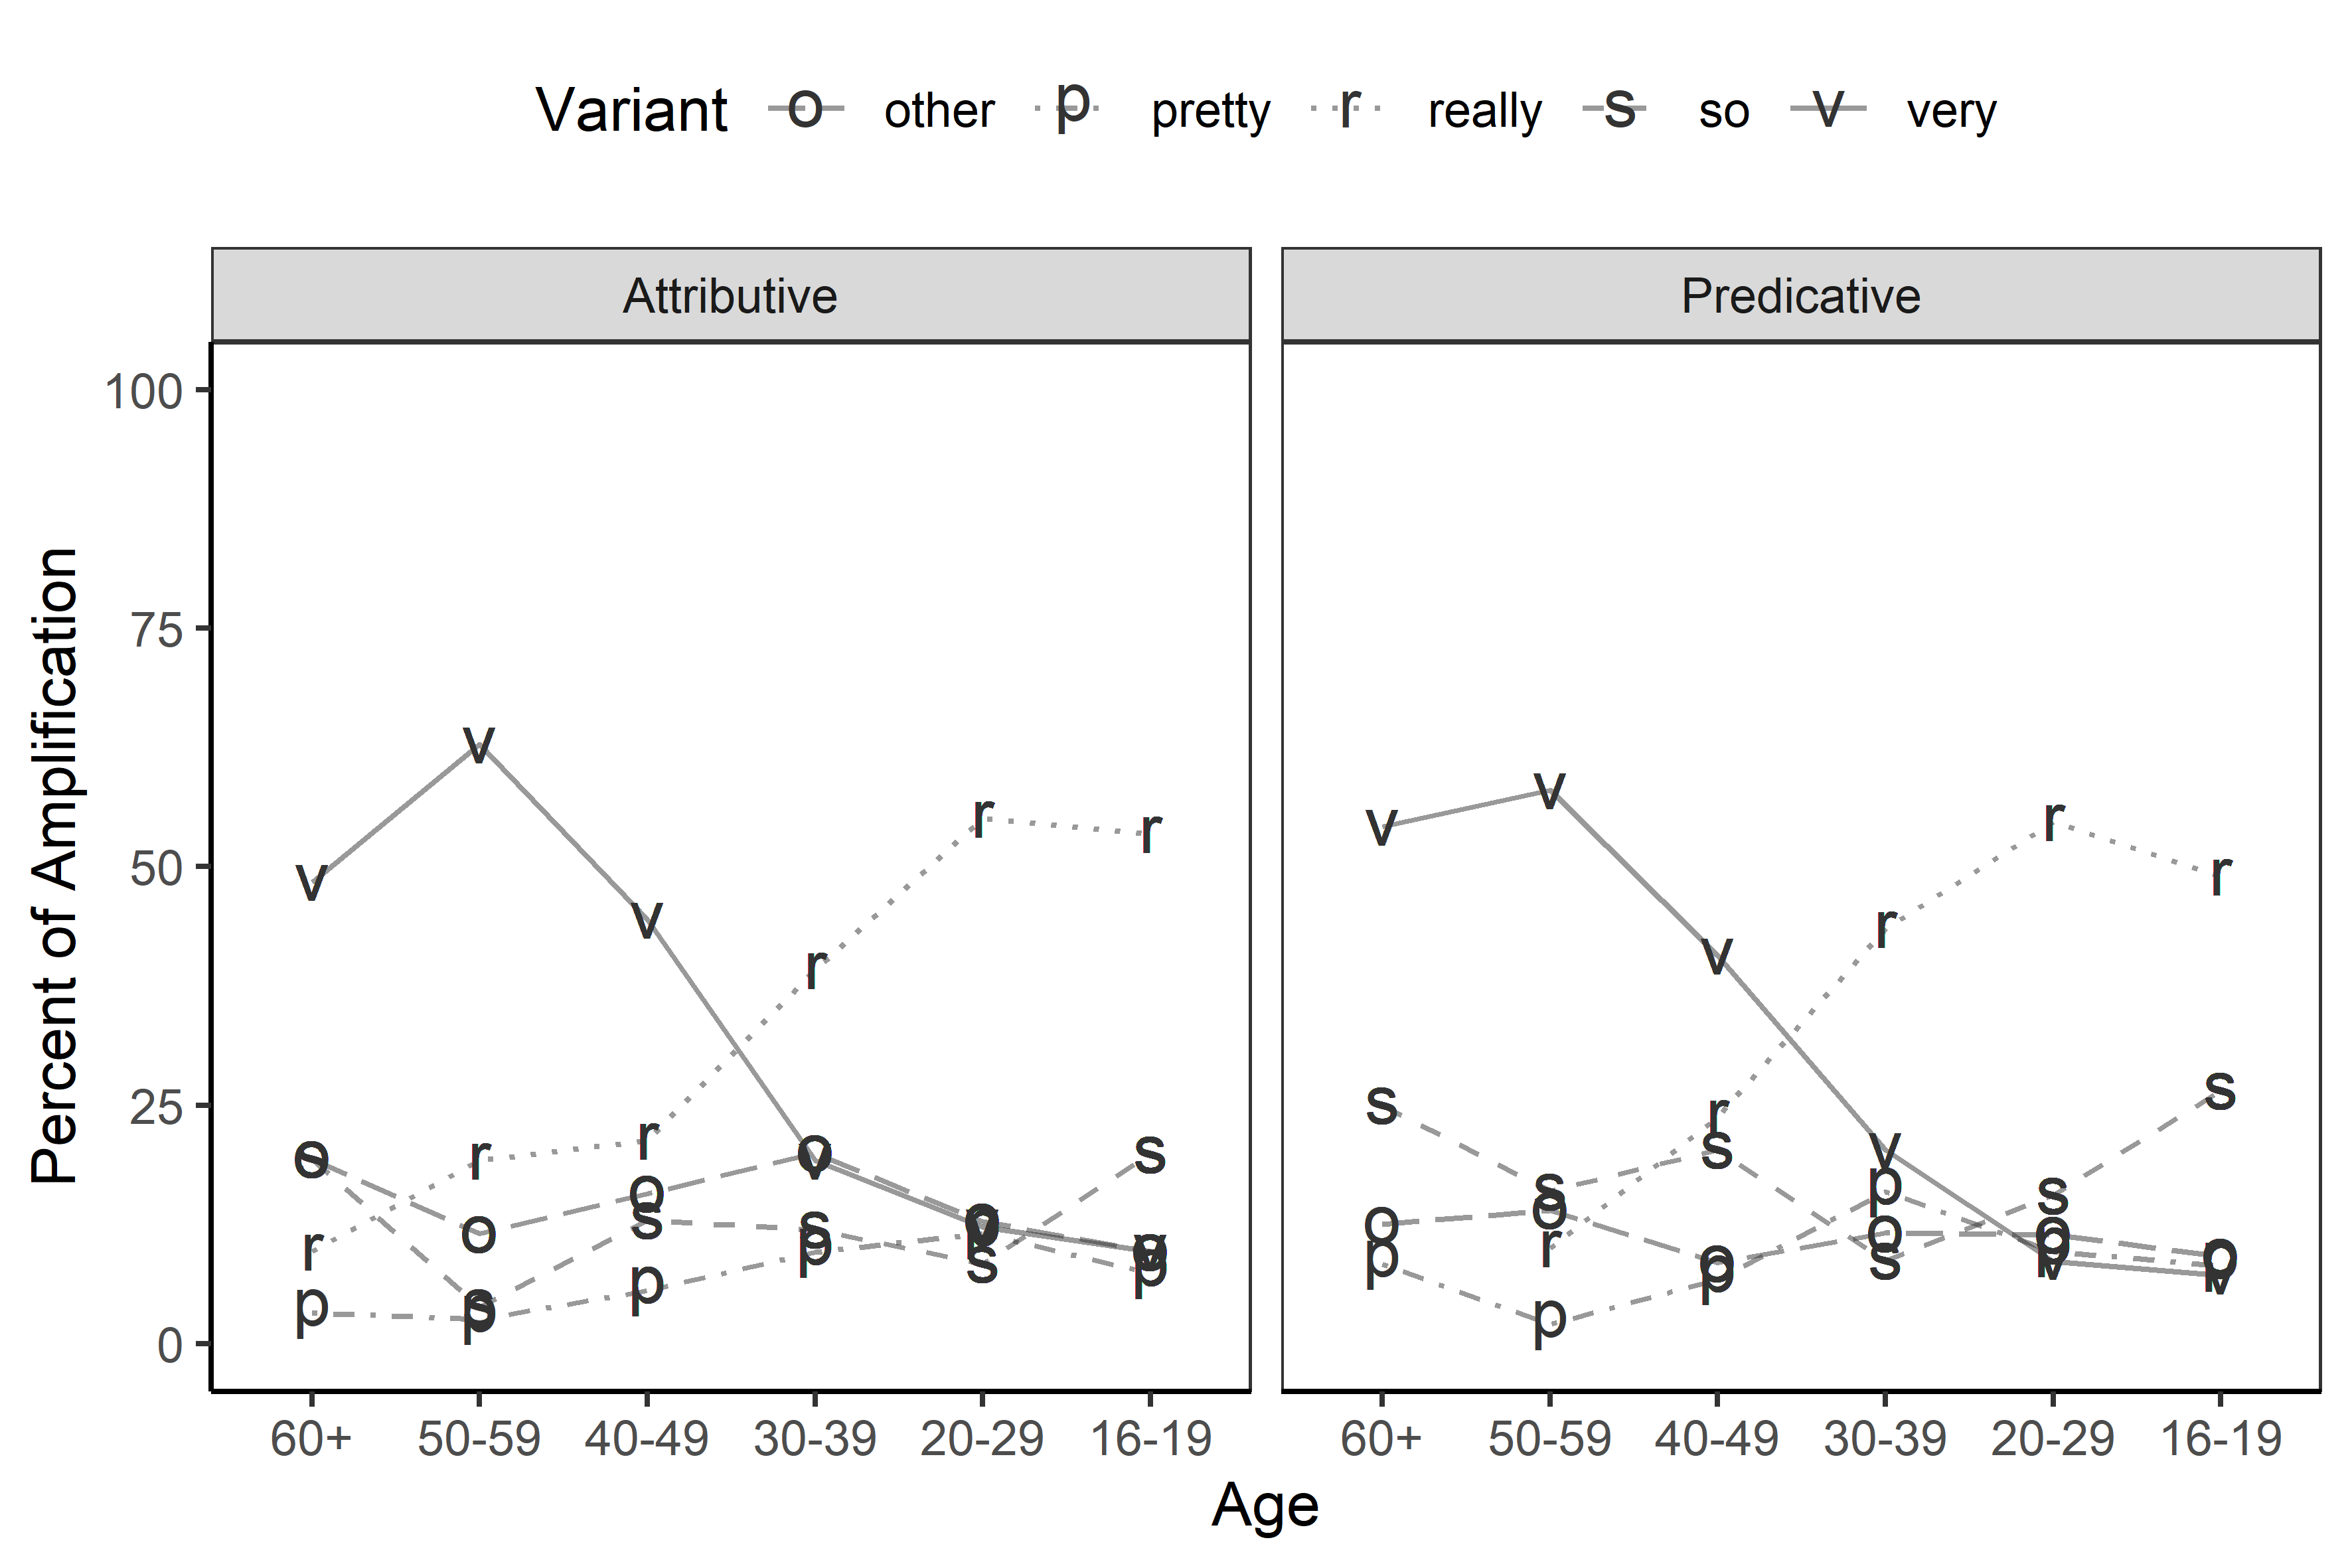 Variant o other p pretty r really s so v very
Attributive Predicative
100
75
50
25
0
Percent of Amplification
v v v v v v
r r r r r r
o o o o o o
s s s s s s
p p p p p p
v v v v v v
r r r r r
s s s s s s
o o o o o o
p p p p p p
60+ 50-59 40-49 30-39 20-29 16-19 60+ 50-59 40-49 30-39 20-29 16-19
Age